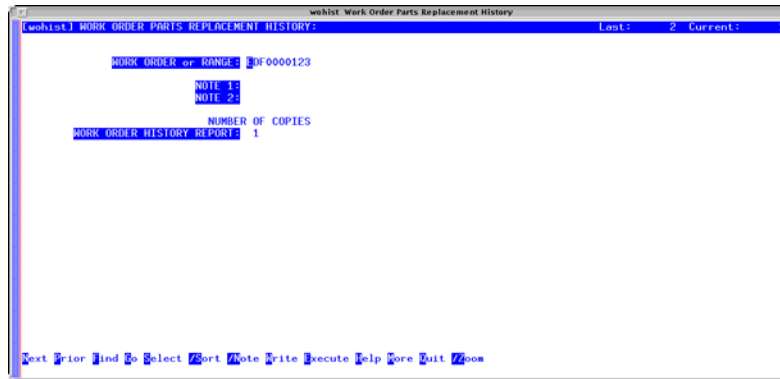 wohist Work Order Parts Replacement History
[wohist] WORK ORDER PARTS REPLACEMENT HISTORY: Last: 2 Current:
WORK ORDER or RANGE: EDF0000123
NOTE 1:
NOTE 2:
NUMBER OF COPIES
WORK ORDER HISTORY REPORT: 1
Next Prior Find Go Select /Sort /Note Write Execute Help More Quit /Zoom